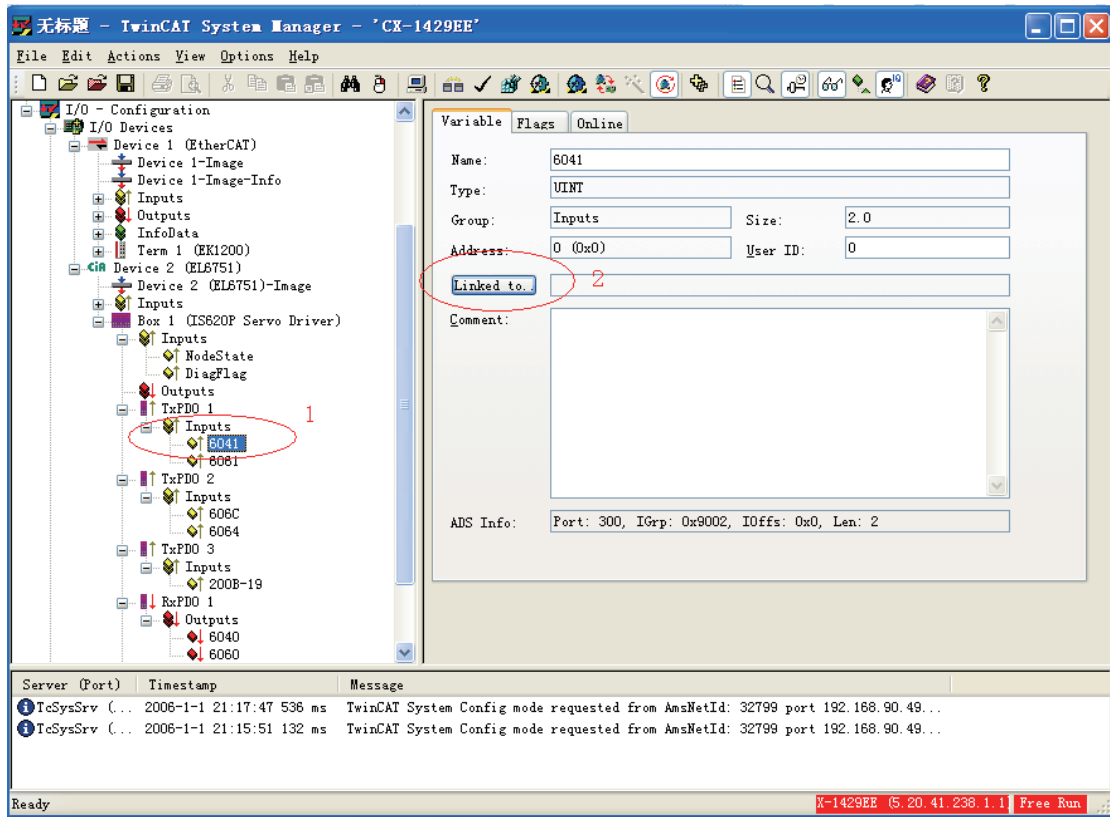 无标题 - TwinCAT System Manager - 'CX-1429EE'
File Edit Actions View Options Help
I/O - Configuration
I/O Devices
Device 1 (EtherCAT)
Device 1-Image
Device 1-Image-Info
Inputs
Outputs
InfoData
Term 1 (EK1200)
CiA Device 2 (EL6751)
Device 2 (EL6751)-Image
Inputs
Box 1 (IS620P Servo Driver)
Inputs
NodeState
DiagFlag
Outputs
TxPDO 1
1
Inputs
6041
6061
TxPDO 2
Inputs
606C
6064
TxPDO 3
Inputs
200B-19
RxPDO 1
Outputs
6040
6060
Variable Flags Online
Name: 6041
Type: UINT
Group: Inputs Size: 2.0
Address: 0 (0x0) User ID: 0
Linked to.. 2
Comment:
ADS Info: Port: 300, IGrp: 0x9002, IOffs: 0x0, Len: 2
Server (Port) Timestamp Message
TcSysSrv (... 2006-1-1 21:17:47 536 ms TwinCAT System Config mode requested from AmsNetId: 32799 port 192.168.90.49...
TcSysSrv (... 2006-1-1 21:15:51 132 ms TwinCAT System Config mode requested from AmsNetId: 32799 port 192.168.90.49...
Ready X-1429EE (5.20.41.238.1.1 Free Run